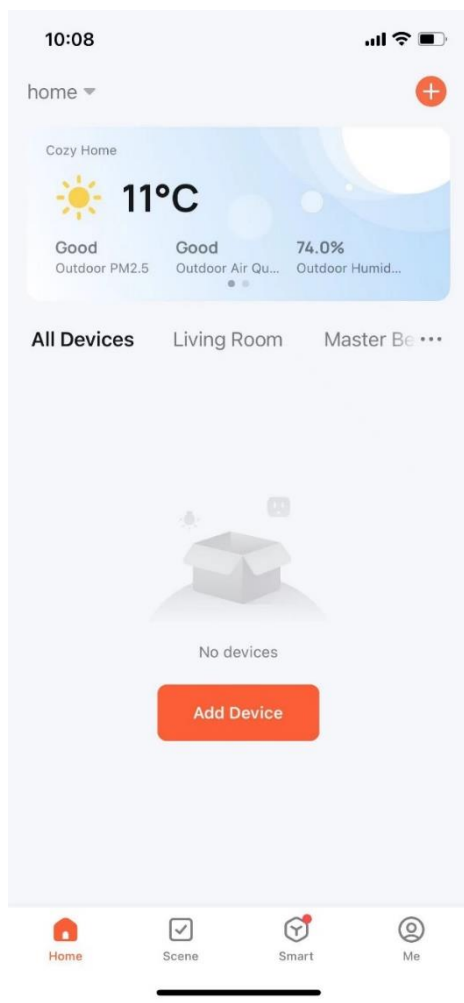 10:08
home
Cozy Home
11°C
Good Good 74.0%
Outdoor PM2.5 Outdoor Air Qu... Outdoor Humid...
All Devices Living Room Master Be ...
No devices
Add Device
Home Scene Smart Me